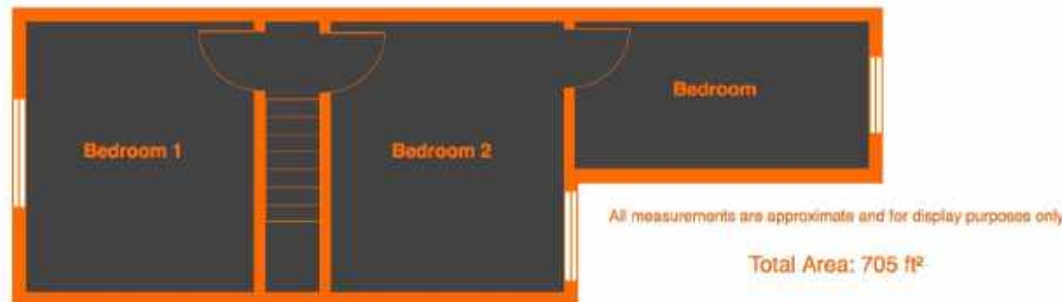 Bedroom
Bedroom 1
Bedroom 2
All measurements are approximate and for display purposes only
Total Area: 705 ft²